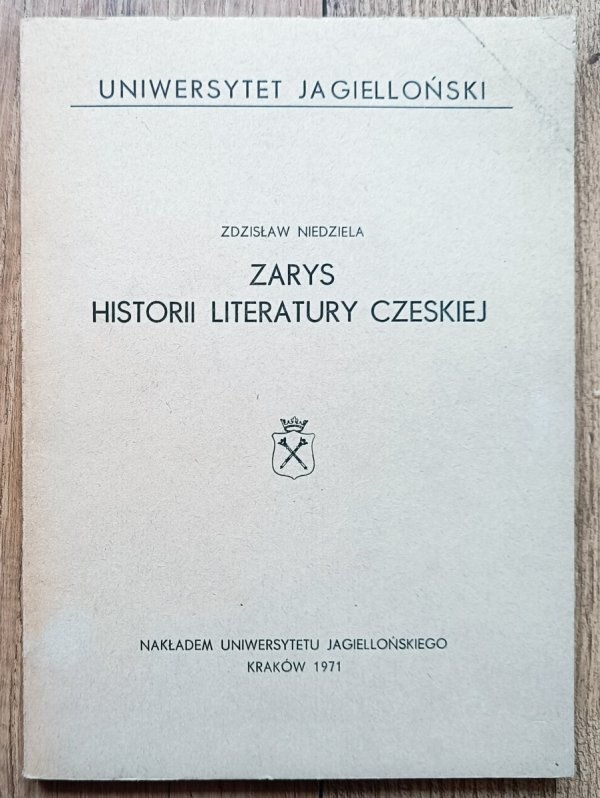 UNIWERSYTET JAGIELLOŃSKI
ZDZISŁAW NIEDZIELA
ZARYS
HISTORII LITERATURY CZESKIEJ
NAKŁADEM UNIWERSYTETU JAGIELLOŃSKIEGO
KRAKÓW 1971